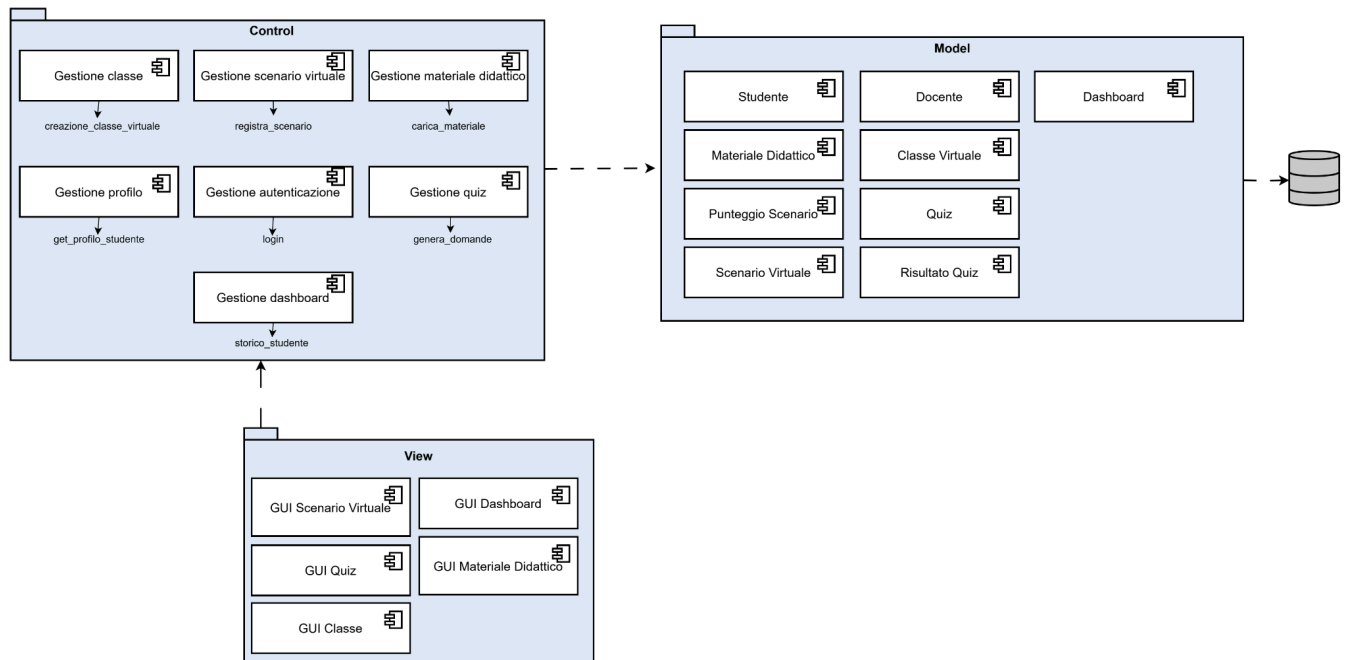 Control
Gestione classe
Gestione scenario virtuale
Gestione materiale didattico
creazione_classe_virtuale
registra_scenario
carica_materiale
Gestione profilo
Gestione autenticazione
Gestione quiz
get_profilo_studente
login
genera_domande
Gestione dashboard
storico_studente
Model
Studente
Docente
Dashboard
Materiale Didattico
Classe Virtuale
Punteggio Scenario
Quiz
Scenario Virtuale
Risultato Quiz
View
GUI Scenario Virtuale
GUI Dashboard
GUI Quiz
GUI Materiale Didattico
GUI Classe